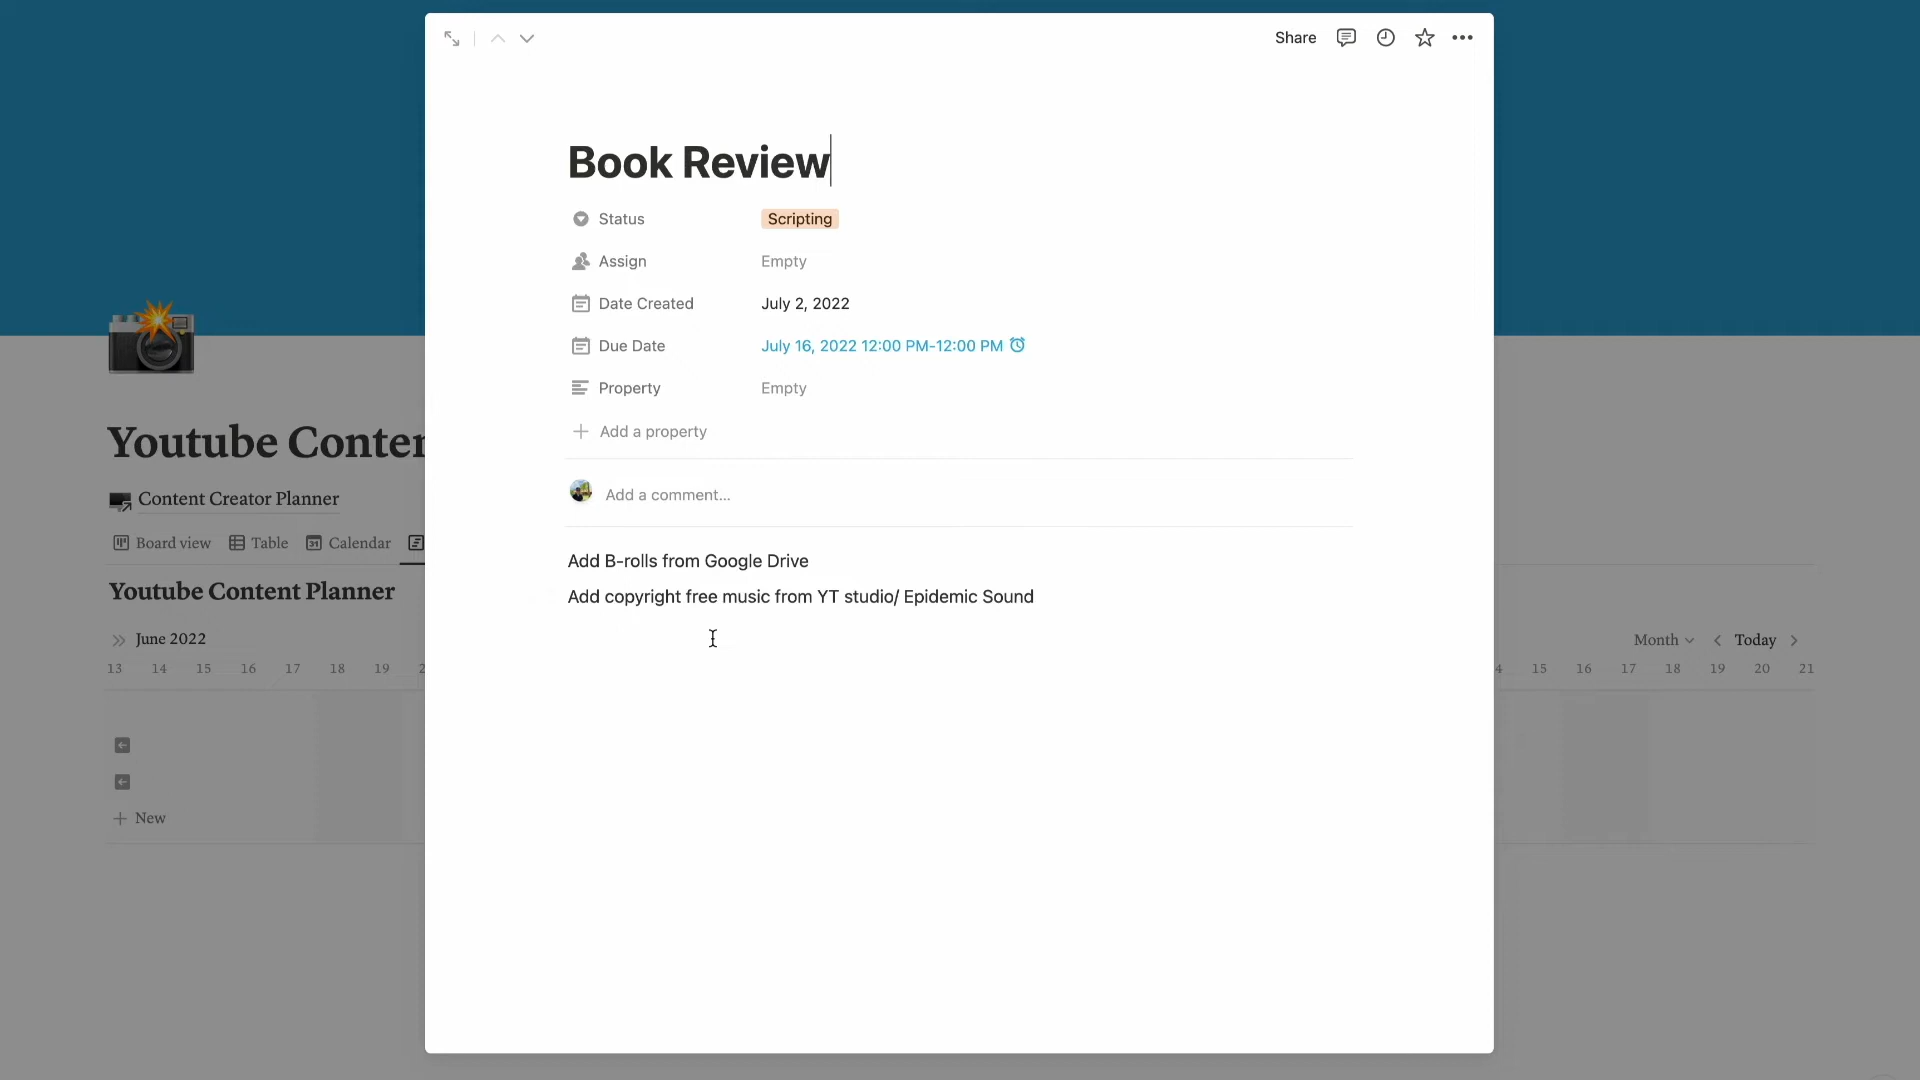 Share
Book Review
Status Scripting
Assign Empty
Date Created July 2, 2022
Due Date July 16, 2022 12:00 PM-12:00 PM
Property Empty
Add a property
Add a comment...
Add B-rolls from Google Drive
Add copyright free music from YT studio/ Epidemic Sound
Youtube Conten
Content Creator Planner
Board view Table 31 Calendar
Youtube Content Planner
June 2022 Month Today
13 14 15 16 17 18 19 2 4 15 16 17 18 19 20 21
New